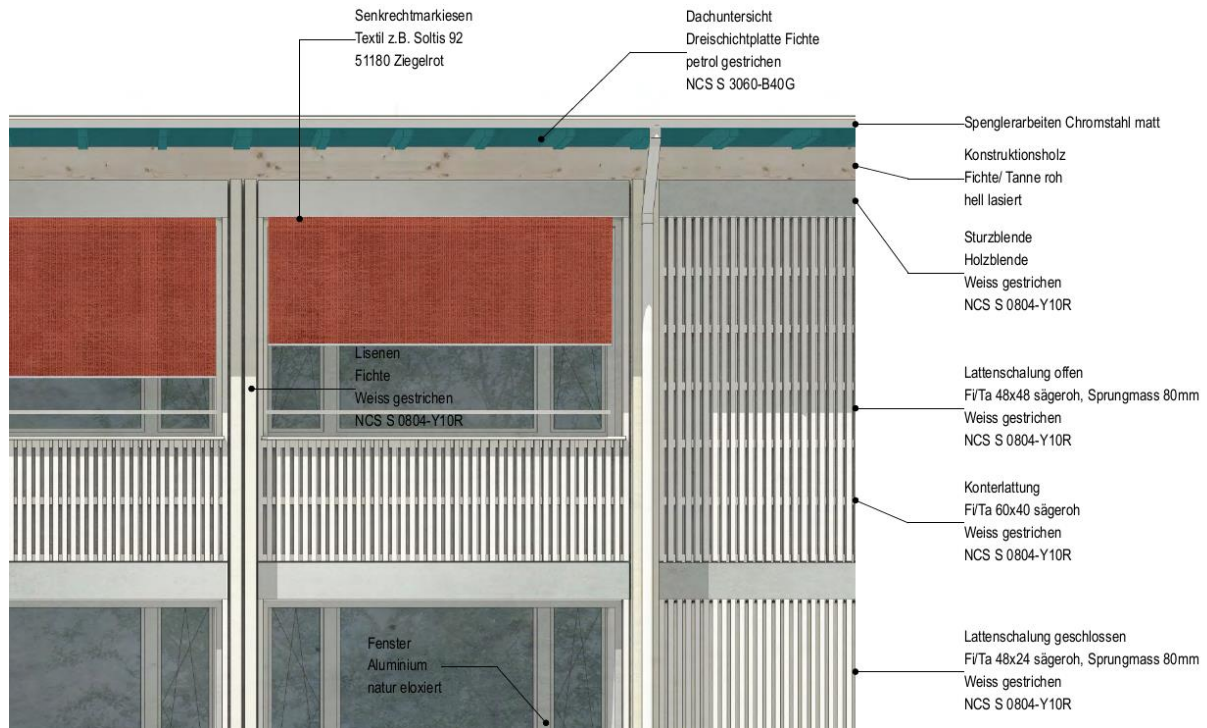 Senkrechtmarkiesen
Textil z.B. Soltis 92
51180 Ziegelrot
Dachuntersicht
Dreischichtplatte Fichte
petrol gestrichen
NCS S 3060-B40G
Spenglerarbeiten Chromstahl matt
Konstruktionsholz
Fichte/ Tanne roh
hell lasiert
Sturzblende
Holzblende
Weiss gestrichen
NCS S 0804-Y10R
Lisenen
Fichte
Weiss gestrichen
NCS S 0804-Y10R
Lattenschalung offen
Fi/Ta 48x48 sägeroh, Sprungmass 80mm
Weiss gestrichen
NCS S 0804-Y10R
Konterlattung
Fi/Ta 60x40 sägeroh
Weiss gestrichen
NCS S 0804-Y10R
Fenster
Aluminium
natur eloxiert
Lattenschalung geschlossen
Fi/Ta 48x24 sägeroh, Sprungmass 80mm
Weiss gestrichen
NCS S 0804-Y10R